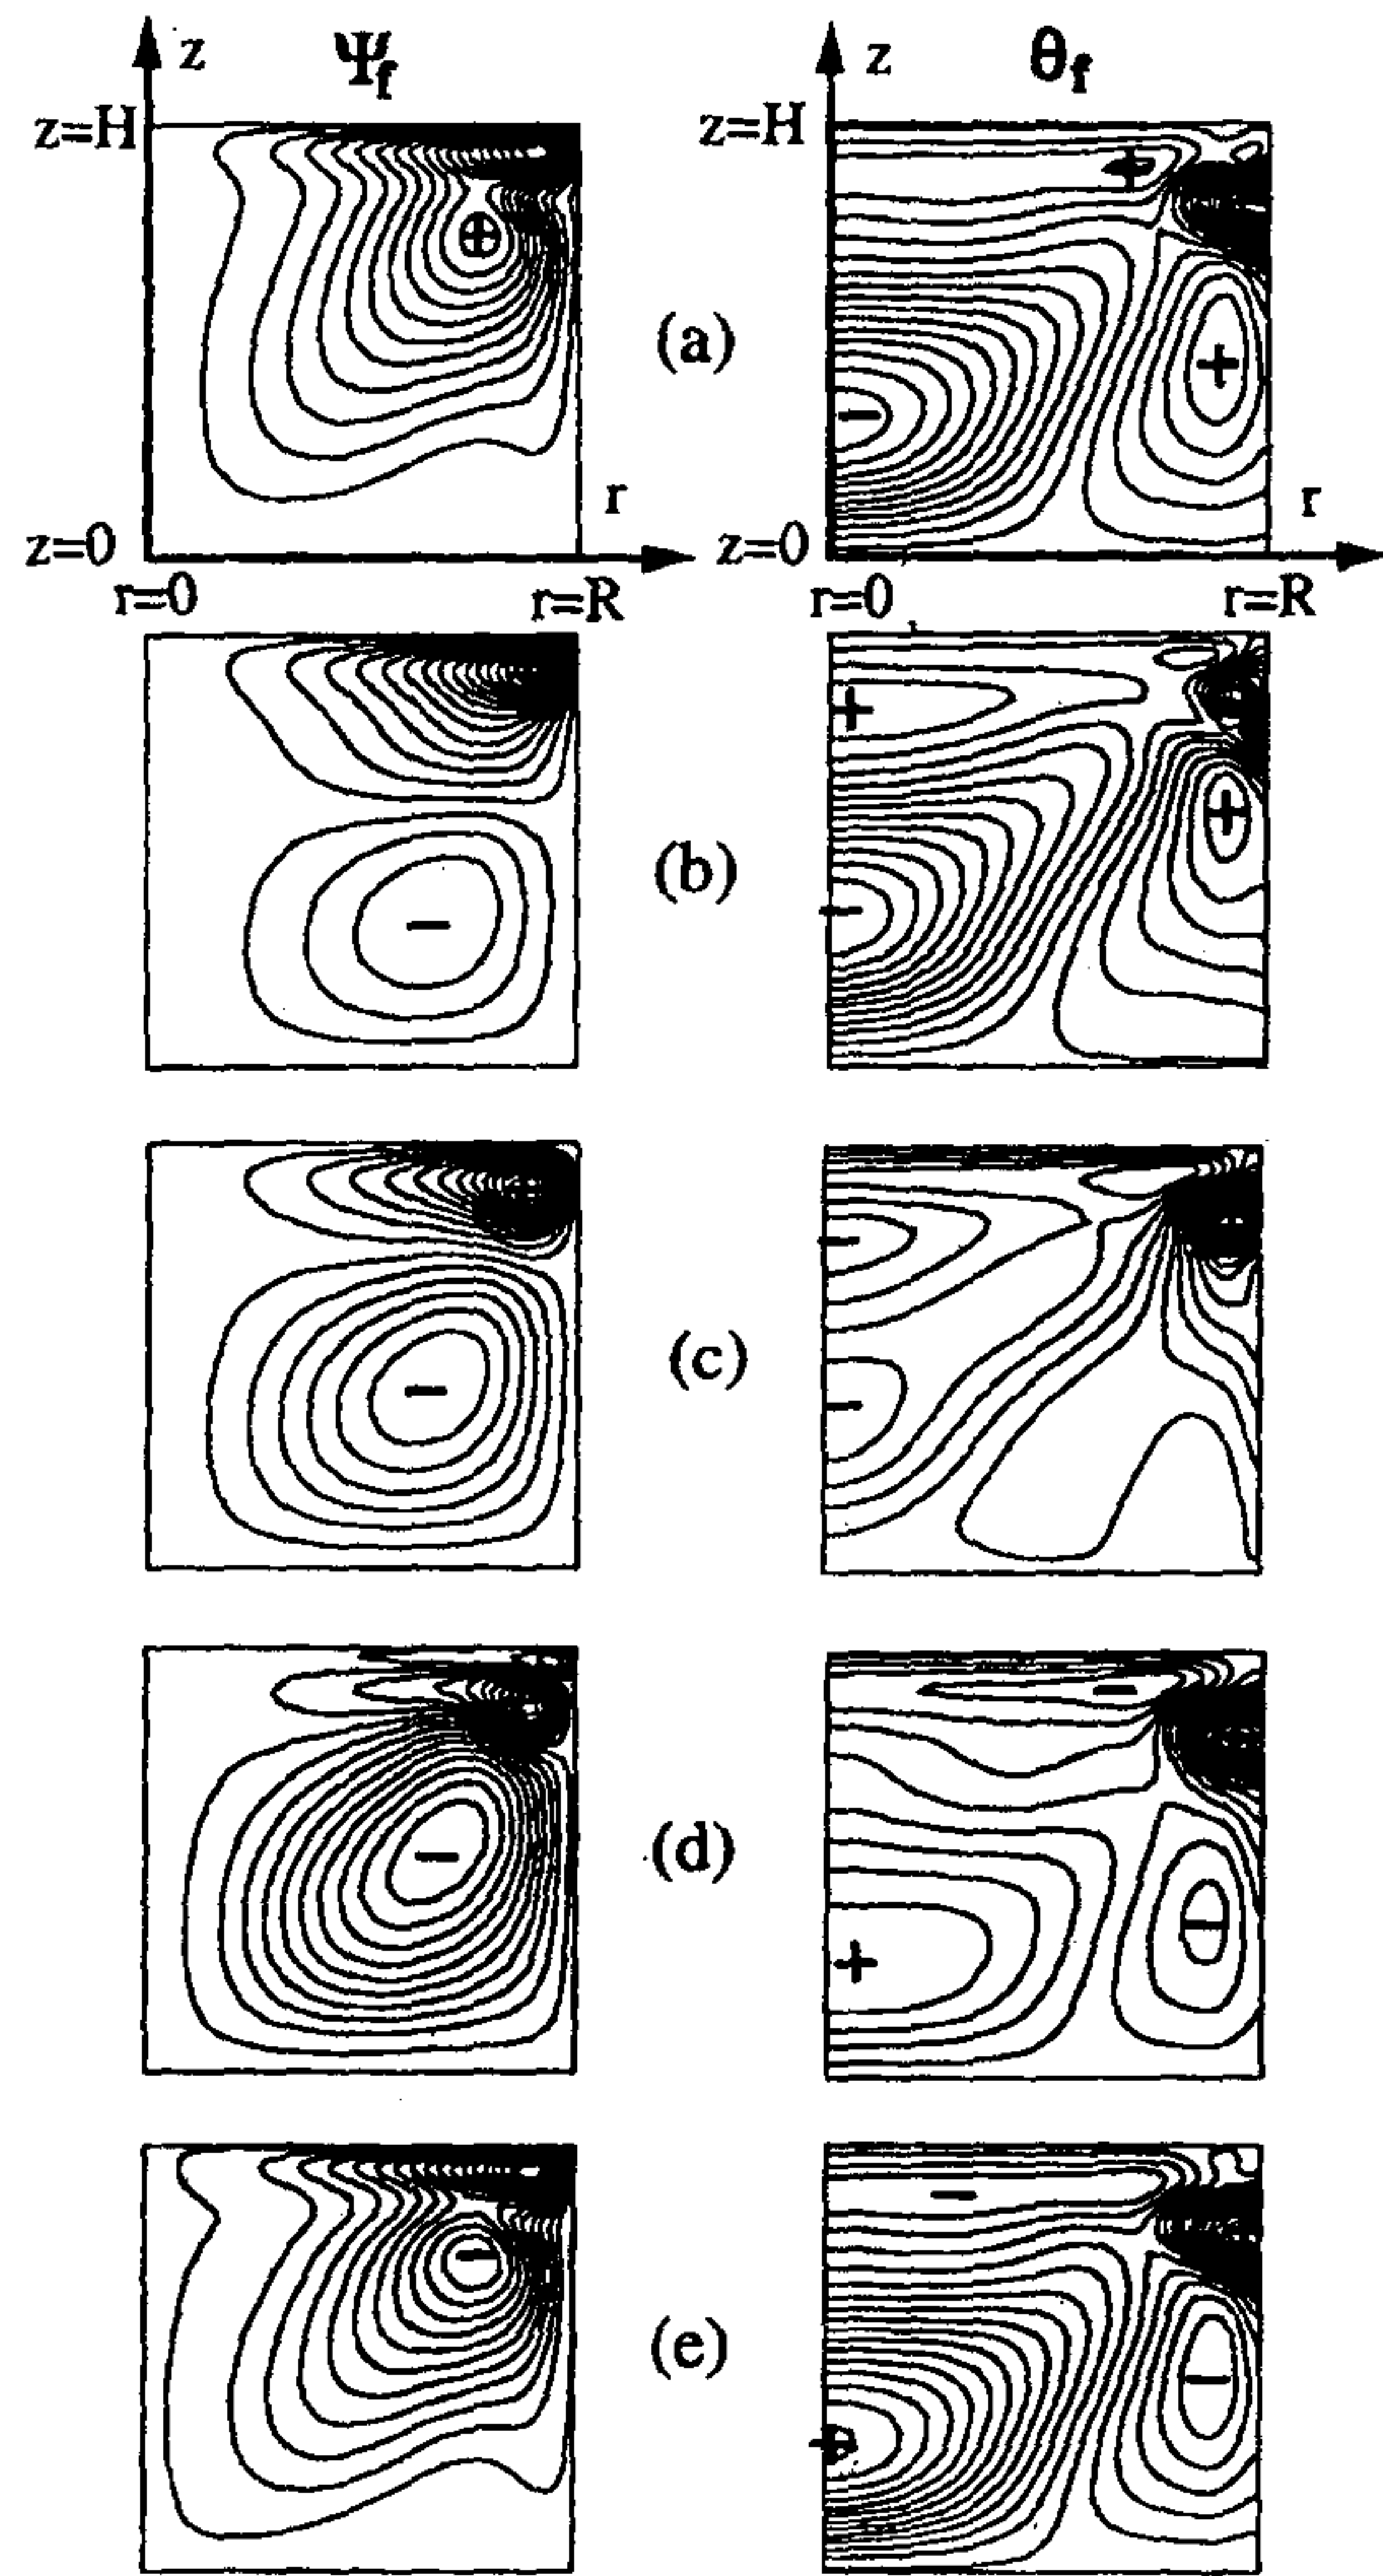 z Ψf z θf
z=H z=H
+ +
(a)
− +
r r
z=0 z=0
r=0 r=R r=0 r=R
+
+
(b)
− −
−
(c)
− −
−
(d)
− −
+
− −
(e)
−
+